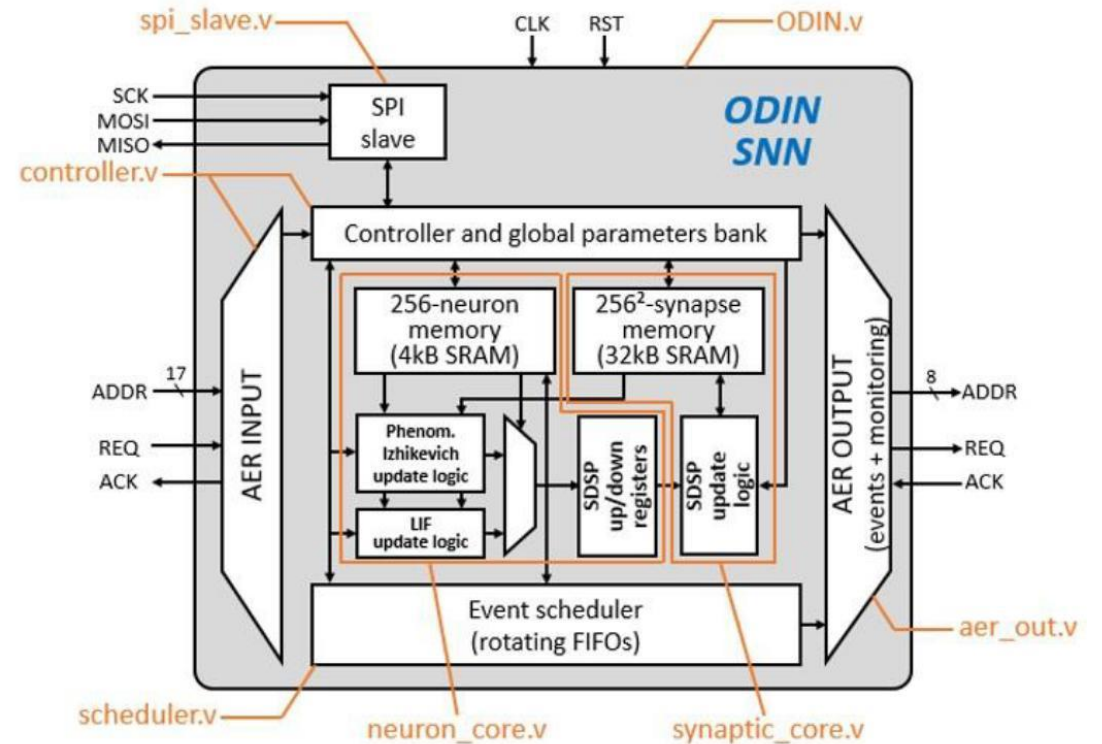 spi_slave.v
CLK
RST
ODIN.v
SCK
MOSI
MISO
SPI
slave
ODIN
SNN
controller.v
Controller and global parameters bank
256-neuron
memory
(4kB SRAM)
256²-synapse
memory
(32kB SRAM)
ADDR
17
REQ
ACK
AER INPUT
Phenom.
Izhikevich
update logic
LIF
update logic
SDSP
up/down
registers
SDSP
update
logic
AER OUTPUT
(events + monitoring)
8
ADDR
REQ
ACK
Event scheduler
(rotating FIFOs)
aer_out.v
scheduler.v
neuron_core.v
synaptic_core.v